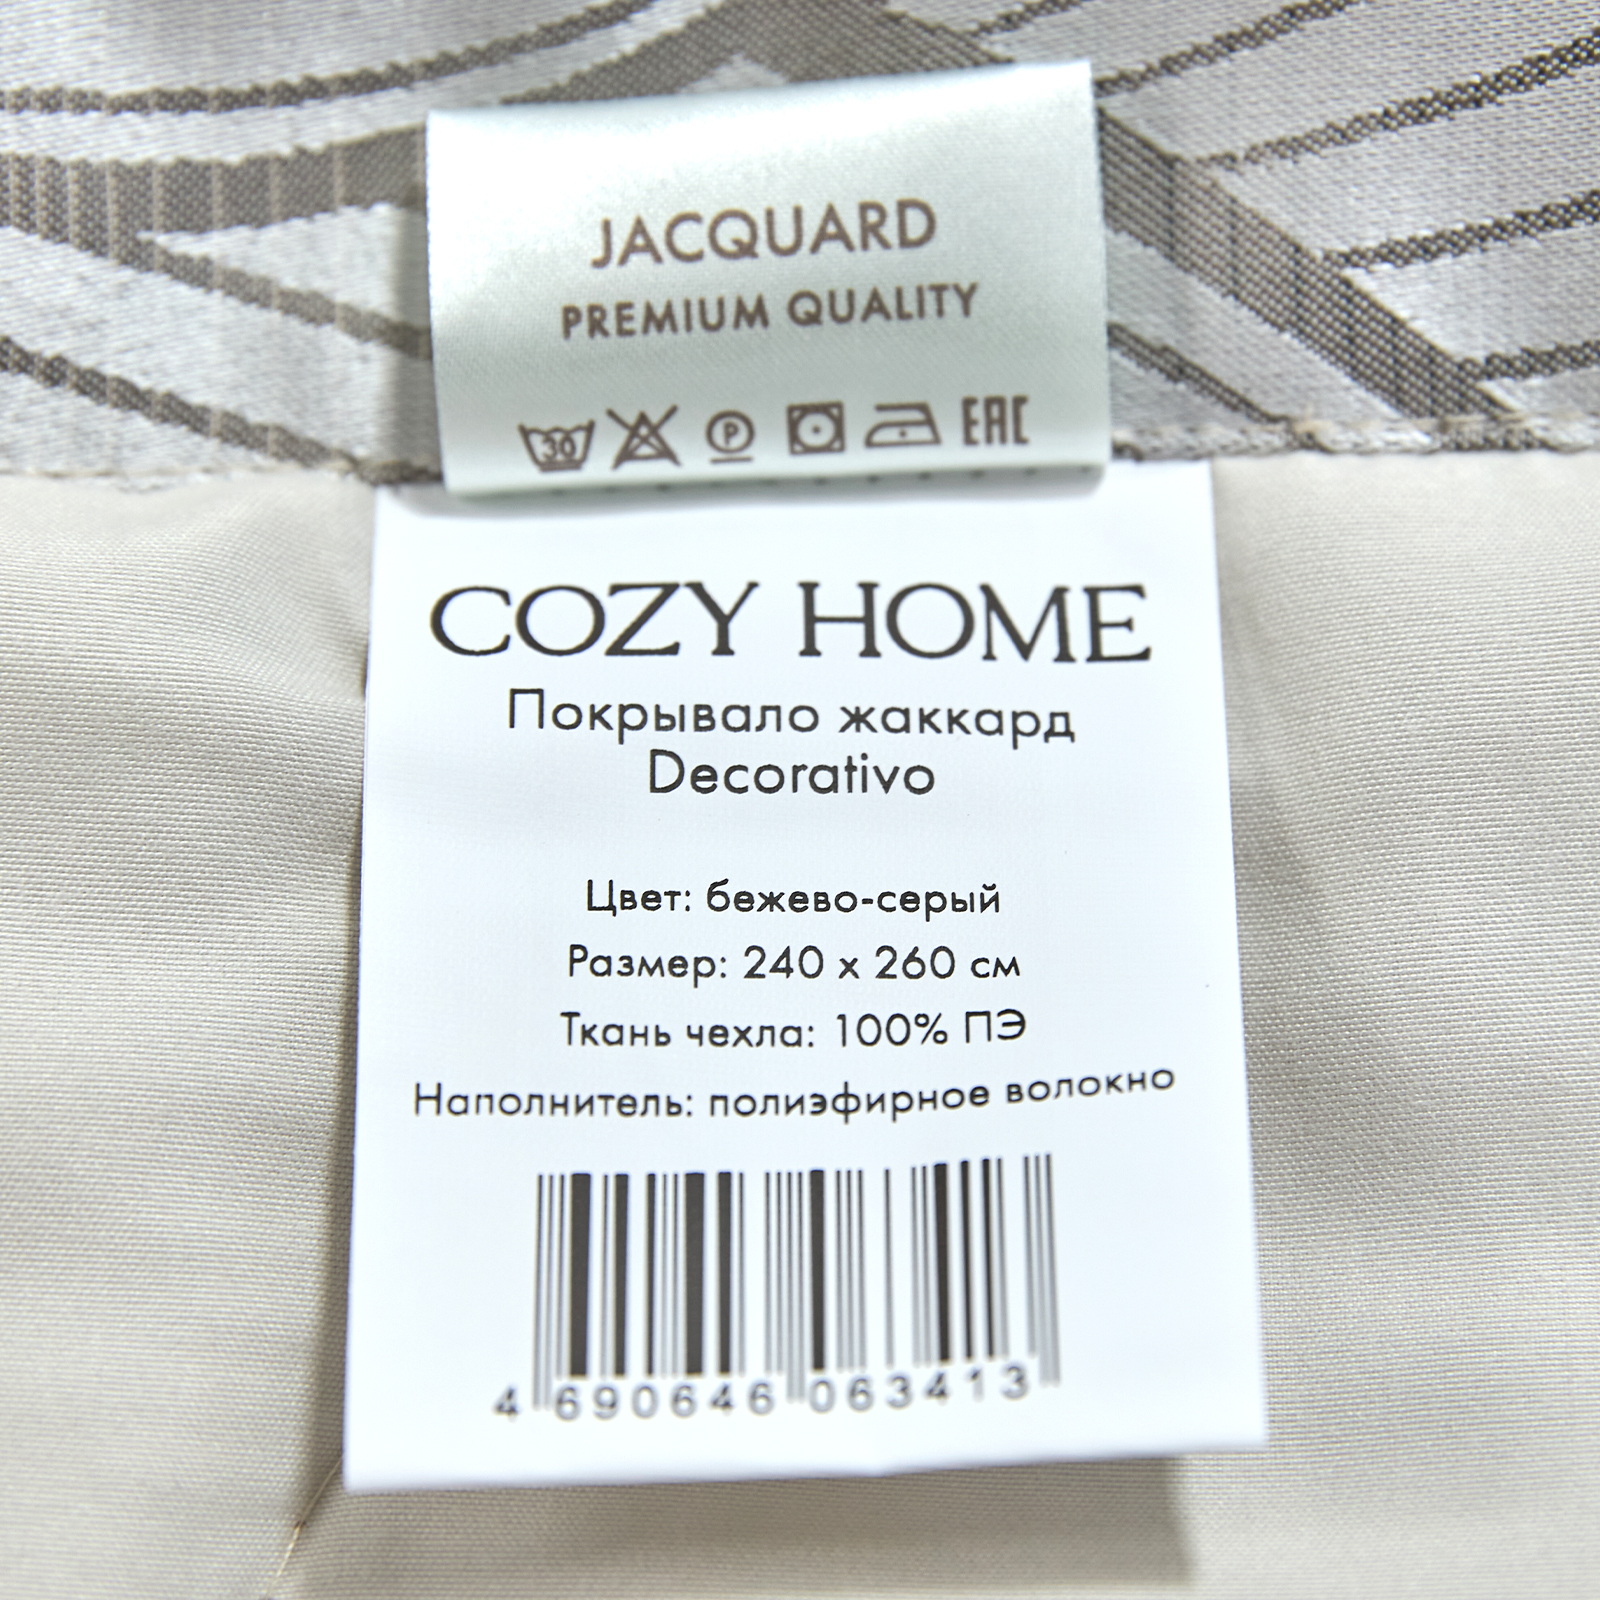 JACQUARD
PREMIUM QUALITY
30 P EAC
COZY HOME
Покрывало жаккард
Decorativo
Цвет: бежево-серый
Размер: 240 x 260 см
Ткань чехла: 100% ПЭ
Наполнитель: полиэфирное волокно
4 690646 063413